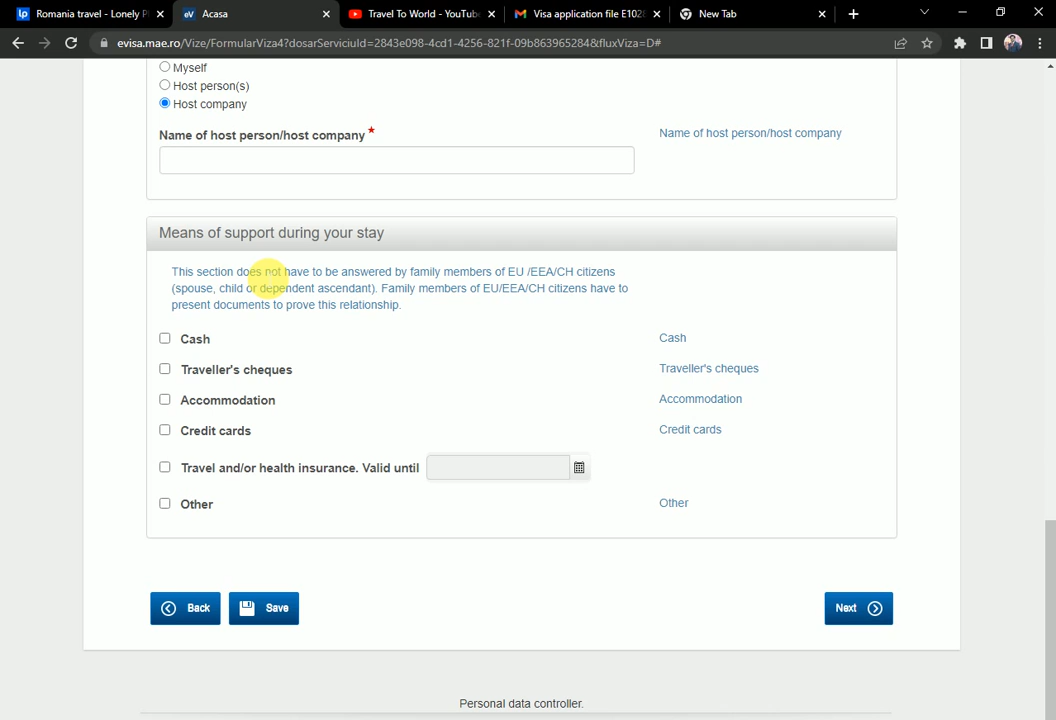 Romania travel - Lonely P
Acasa
Travel To World - YouTube
Visa application file E1028
New Tab
evisa.mae.ro/Vize/FormularViza4?dosarServiciuId=2843e098-4cd1-4256-821f-09b863965284&fluxViza=D#
Myself
Host person(s)
Host company
Name of host person/host company *
Name of host person/host company
Means of support during your stay
This section does not have to be answered by family members of EU /EEA/CH citizens
(spouse, child or dependent ascendant). Family members of EU/EEA/CH citizens have to
present documents to prove this relationship.
Cash
Cash
Traveller's cheques
Traveller's cheques
Accommodation
Accommodation
Credit cards
Credit cards
Travel and/or health insurance. Valid until
Other
Other
Back
Save
Next
Personal data controller.